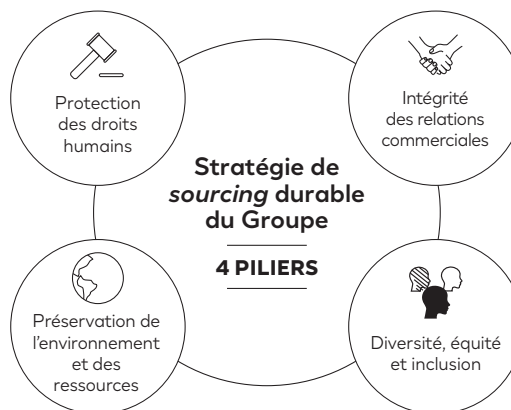 Protection
des droits
humains
Intégrité
des relations
commerciales
Stratégie de
sourcing durable
du Groupe
4 PILIERS
Préservation de
l’environnement
et des
ressources
Diversité, équité
et inclusion